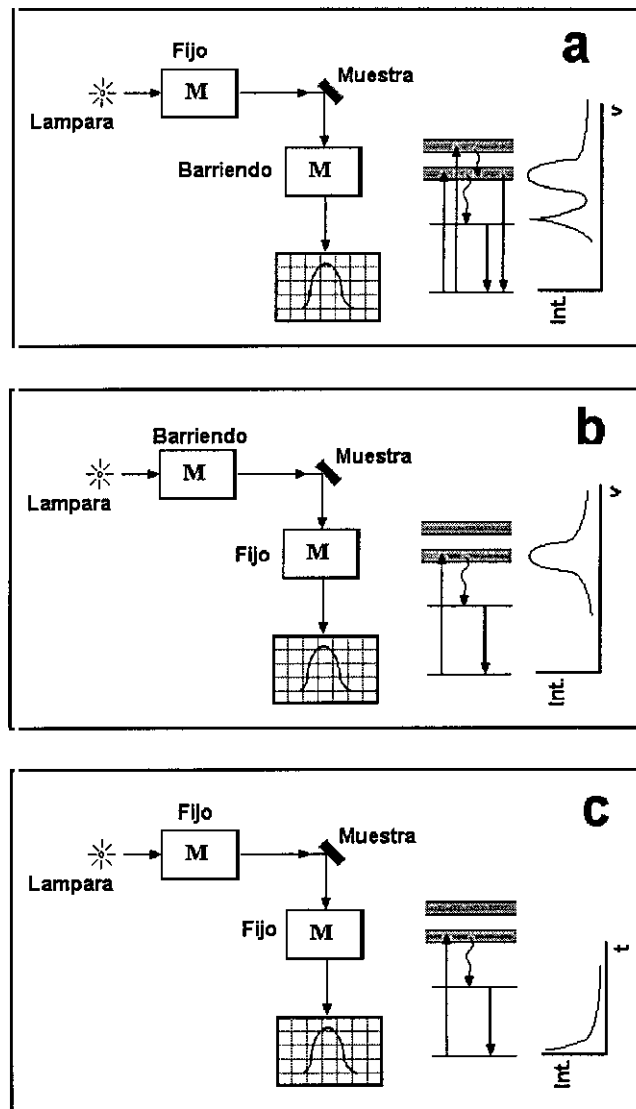 a
Fijo
M
Muestra
Lampara
Barriendo
M
ν
Int.
b
Barriendo
M
Muestra
Lampara
Fijo
M
ν
Int.
c
Fijo
M
Muestra
Lampara
Fijo
M
t
Int.